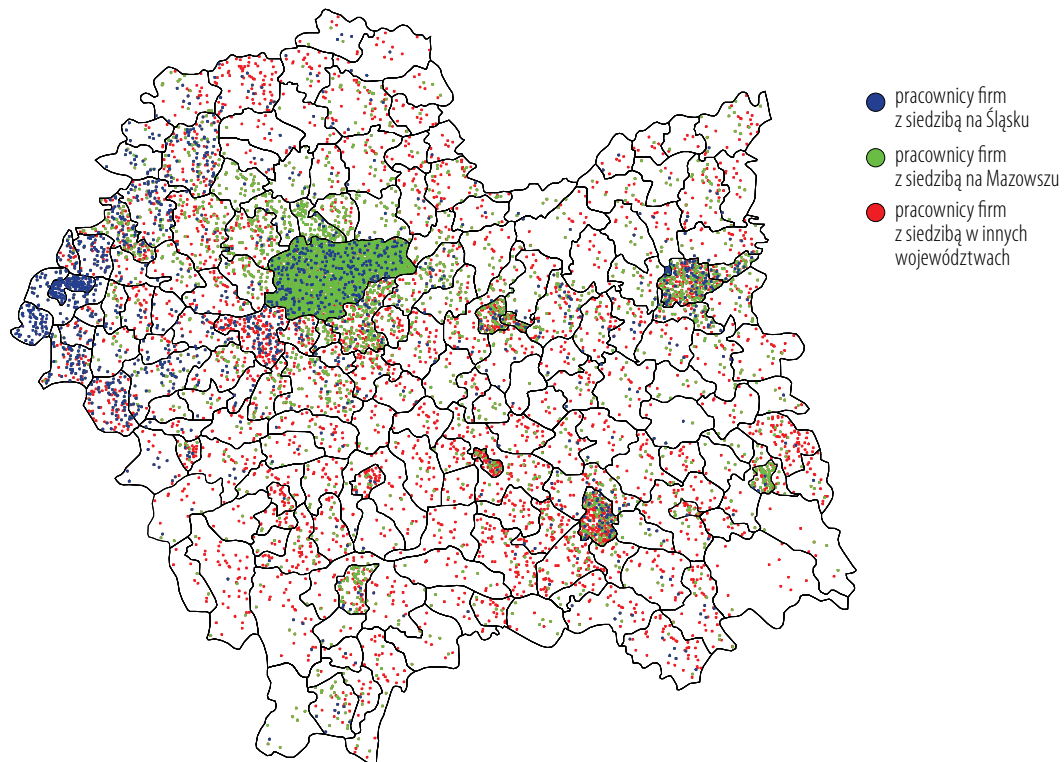 pracownicy firm
z siedzibą na Śląsku
pracownicy firm
z siedzibą na Mazowszu
pracownicy firm
z siedzibą w innych
województwach